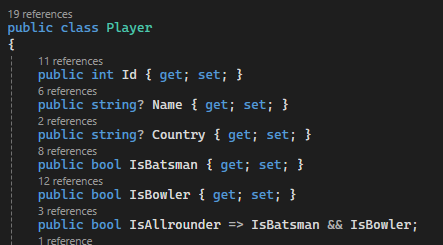 19 references
public class Player
{
11 references
public int Id { get; set; }
6 references
public string? Name { get; set; }
2 references
public string? Country { get; set; }
8 references
public bool IsBatsman { get; set; }
12 references
public bool IsBowler { get; set; }
3 references
public bool IsAllrounder => IsBatsman && IsBowler;
1 reference